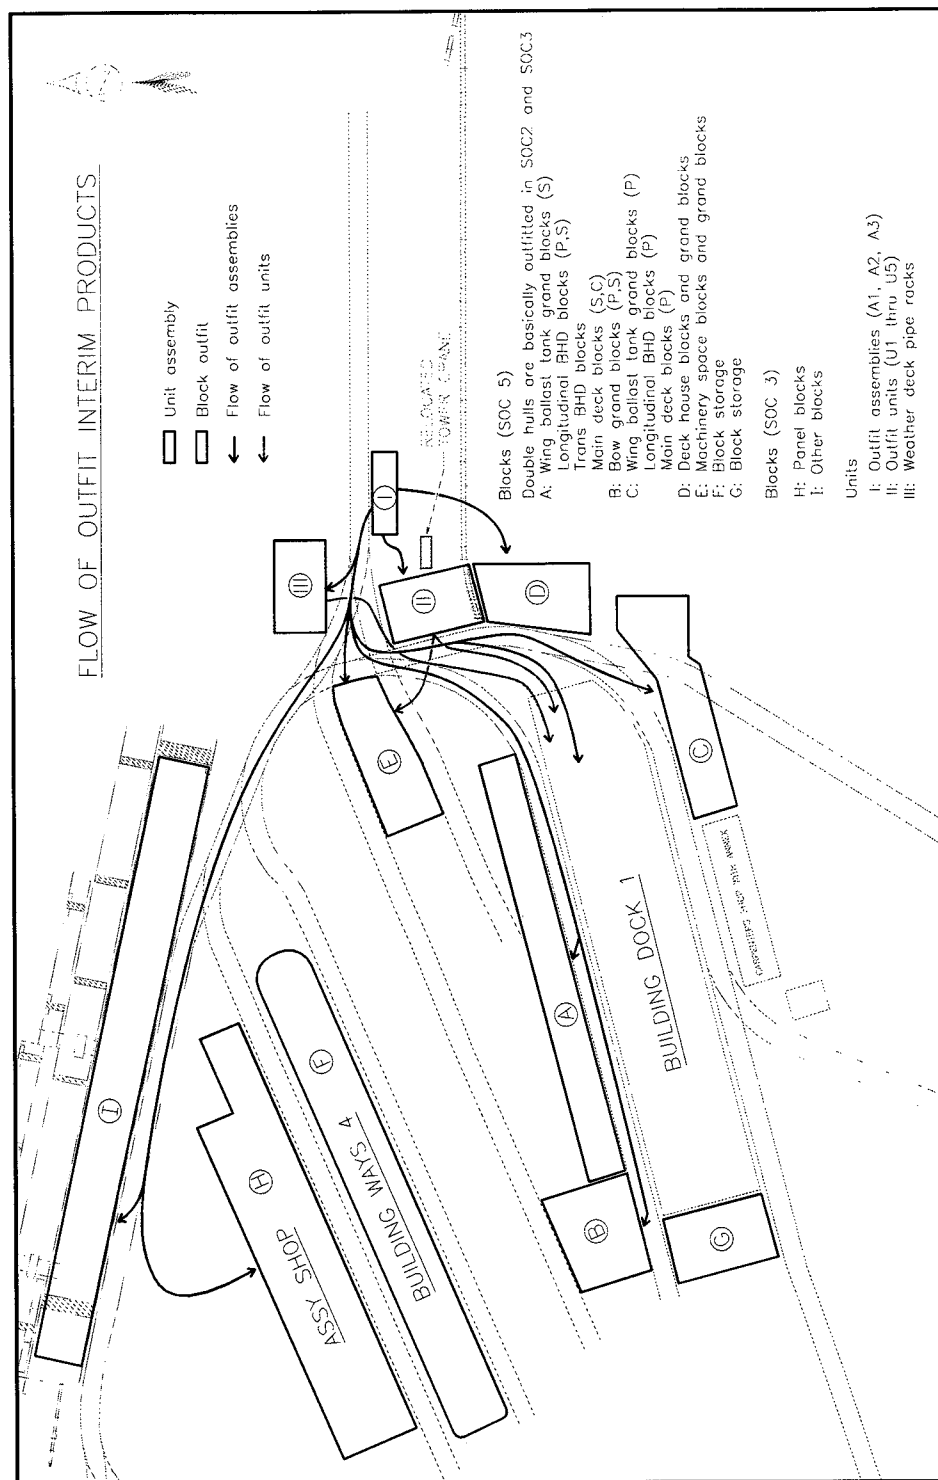 FLOW OF OUTFIT INTERIM PRODUCTS
Unit assembly
Block outfit
Flow of outfit assemblies
Flow of outfit units
RELOCATED
TOWER CRANE
Blocks (SOC 5)
Double hulls are basically outfitted in SOC2 and SOC3
A: Wing ballast tank grand blocks (S)
Longitudinal BHD blocks (P,S)
Trans BHD blocks
Main deck blocks (S,C)
B: Bow grand blocks (P,S)
C: Wing ballast tank grand blocks (P)
Longitudinal BHD blocks (P)
Main deck blocks (P)
D: Deck house blocks and grand blocks
E: Machinery space blocks and grand blocks
F: Block storage
G: Block storage
Blocks (SOC 3)
H: Panel blocks
I: Other blocks
Units
I: Outfit assemblies (A1, A2, A3)
II: Outfit units (U1 thru U5)
III: Weather deck pipe racks
I
III
I
II
D
E
C
A
F
H
B
G
ASSY SHOP
BUILDING WAYS 4
BUILDING DOCK 1
CARPENTERS SHOP